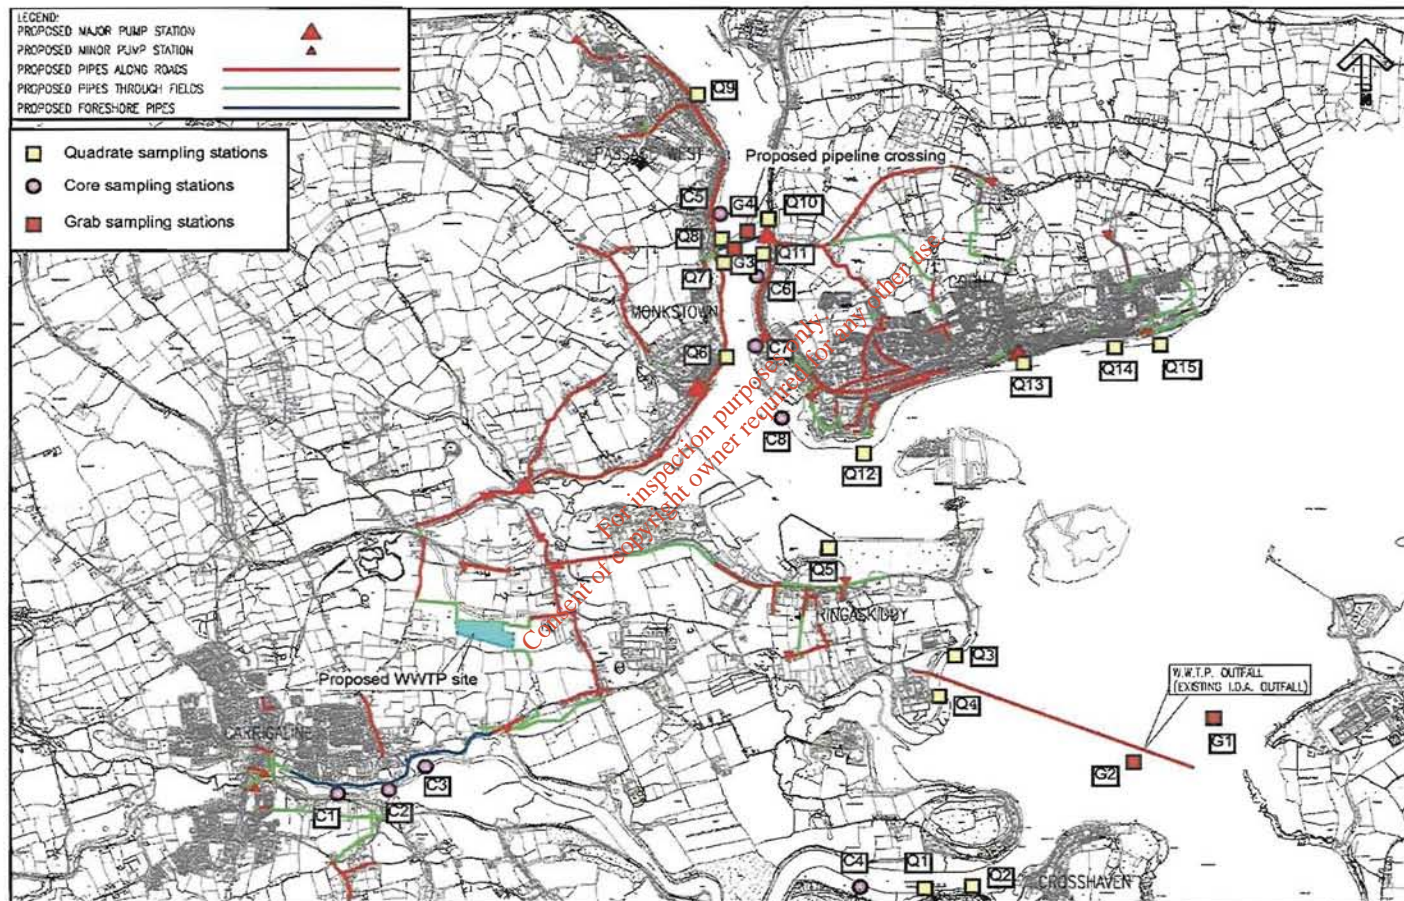 LEGEND:
PROPOSED MAJOR PUMP STATION
PROPOSED MINOR PUMP STATION
PROPOSED PIPES ALONG ROADS
PROPOSED PIPES THROUGH FIELDS
PROPOSED FORESHORE PIPES
Quadrate sampling stations
Core sampling stations
Grab sampling stations
Q9
PASSAGE WEST
Proposed pipeline crossing
C5
G4
Q10
Q8
G3
Q11
Q7
C6
MONKSTOWN
Q6
C7
Q13
Q14
Q15
C8
Q12
For inspection purposes only.
Consent of copyright owner required for any other use.
Q5
RINGASKIDDY
Proposed WWTP site
Q3
Q4
W.W.T.P. OUTFALL
(EXISTING I.D.A. OUTFALL)
G1
G2
CARRIGALINE
C3
C1
C2
C4
Q1
Q2
CROSSHAVEN